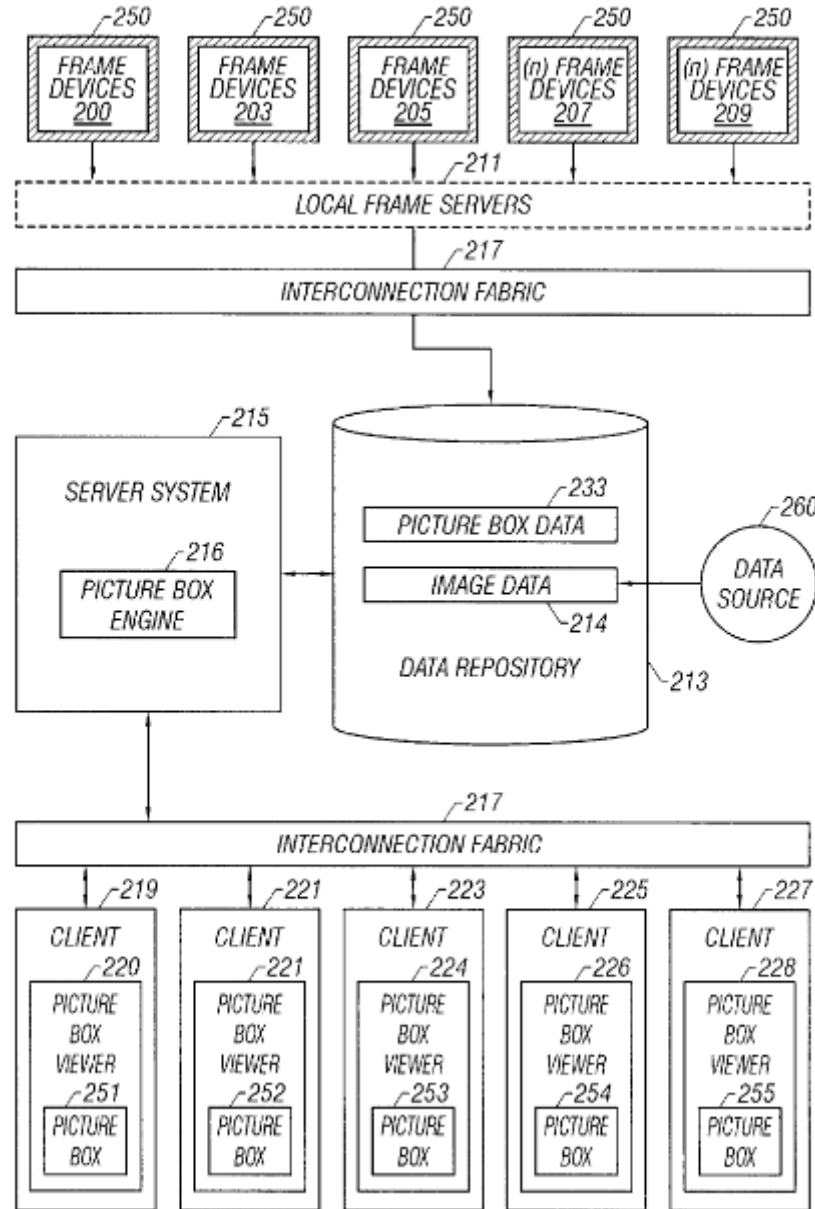 250 250 250 250 250
FRAME FRAME FRAME (n) FRAME (n) FRAME
DEVICES DEVICES DEVICES DEVICES DEVICES
200 203 205 207 209
211
LOCAL FRAME SERVERS
217
INTERCONNECTION FABRIC
215
SERVER SYSTEM
216
PICTURE BOX
ENGINE
233
PICTURE BOX DATA
IMAGE DATA
214
DATA REPOSITORY
213
260
DATA
SOURCE
217
INTERCONNECTION FABRIC
219 221 223 225 227
CLIENT CLIENT CLIENT CLIENT CLIENT
220 221 224 226 228
PICTURE PICTURE PICTURE PICTURE PICTURE
BOX BOX BOX BOX BOX
VIEWER VIEWER VIEWER VIEWER VIEWER
251 252 253 254 255
PICTURE PICTURE PICTURE PICTURE PICTURE
BOX BOX BOX BOX BOX